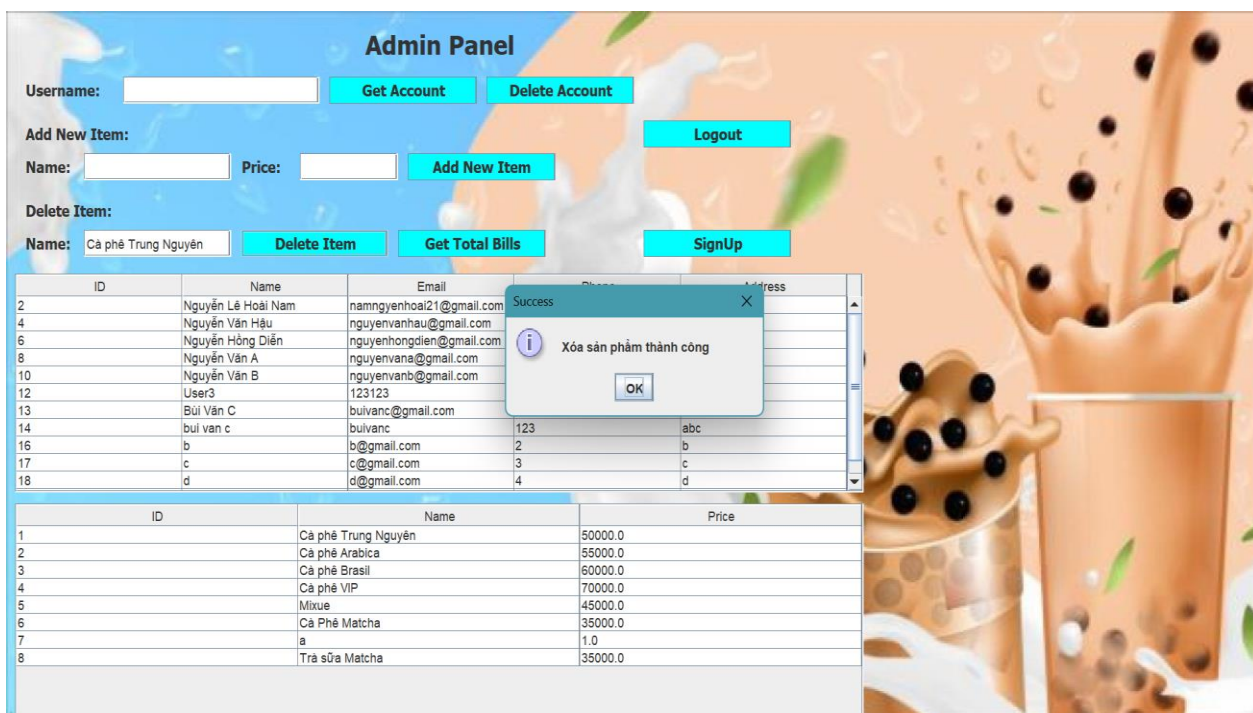 Admin Panel
Username: Get Account Delete Account
Add New Item: Logout
Name: Price: Add New Item
Delete Item:
Name: Cà phê Trung Nguyên Delete Item Get Total Bills SignUp
ID Name Email
2 Nguyễn Lê Hoài Nam namngyenhoai21@gmail.com
4 Nguyễn Văn Hậu nguyenvanhau@gmail.com
6 Nguyễn Hồng Diễn nguyenhongdien@gmail.com
8 Nguyễn Văn A nguyenvana@gmail.com
10 Nguyễn Văn B nguyenvanb@gmail.com
12 User3 123123
13 Bùi Văn C buivanc@gmail.com
14 bui van c buivanc 123 abc
16 b b@gmail.com 2 b
17 c c@gmail.com 3 c
18 d d@gmail.com 4 d
Success
Xóa sản phẩm thành công
OK
ID Name Price
1 Cà phê Trung Nguyên 50000.0
2 Cà phê Arabica 55000.0
3 Cà phê Brasil 60000.0
4 Cà phê VIP 70000.0
5 Mixue 45000.0
6 Cà Phê Matcha 35000.0
7 a 1.0
8 Trà sữa Matcha 35000.0